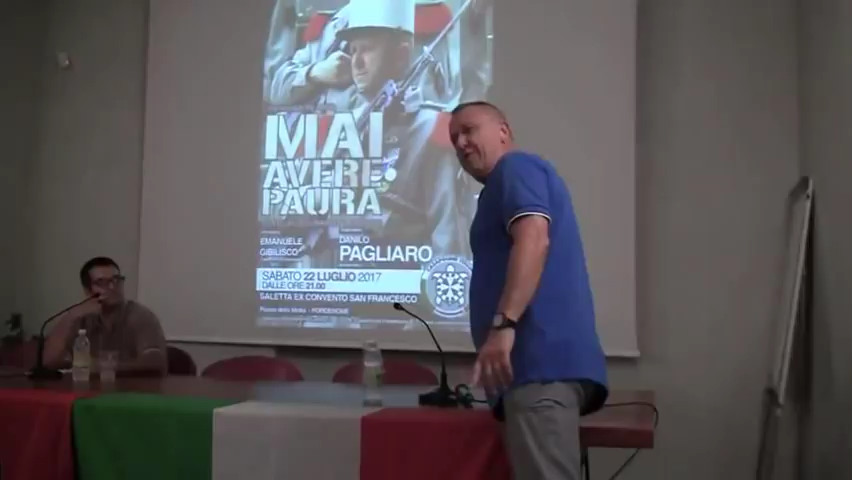 MAI
AVERE
PAURA
EMANUELE
GIBILISCO
DANILO
PAGLIARO
SABATO 22 LUGLIO 2017
DALLE ORE 21.00
SALETTA EX CONVENTO SAN FRANCESCO
PORDENONE